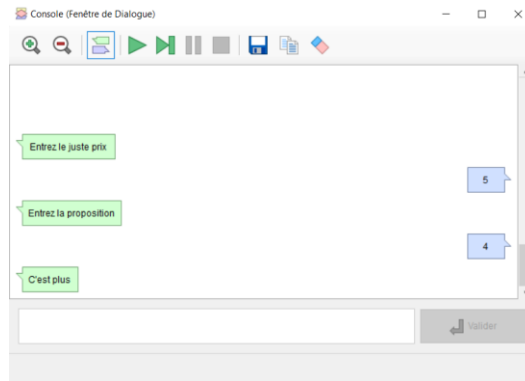 Console (Fenêtre de Dialogue)
Entrez le juste prix
5
Entrez la proposition
4
C'est plus
Valider